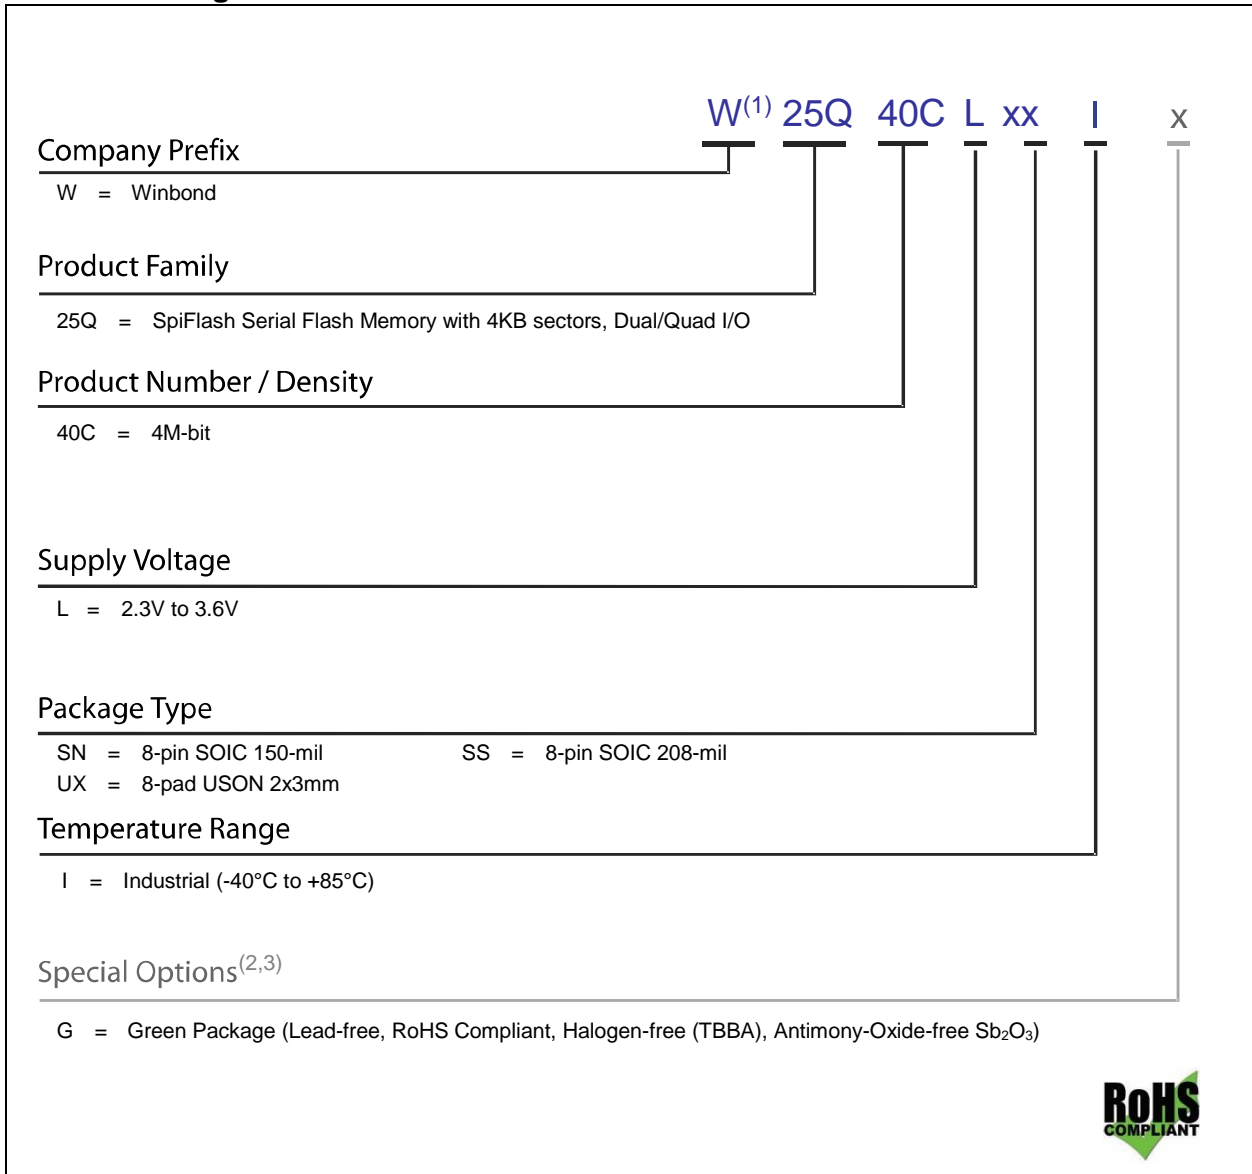 W(1) 25Q 40C L xx I x
Company Prefix
W = Winbond
Product Family
25Q = SpiFlash Serial Flash Memory with 4KB sectors, Dual/Quad I/O
Product Number / Density
40C = 4M-bit
Supply Voltage
L = 2.3V to 3.6V
Package Type
SN = 8-pin SOIC 150-mil SS = 8-pin SOIC 208-mil
UX = 8-pad USON 2x3mm
Temperature Range
I = Industrial (-40°C to +85°C)
Special Options(2,3)
G = Green Package (Lead-free, RoHS Compliant, Halogen-free (TBBA), Antimony-Oxide-free Sb₂O₃)
RoHS
COMPLIANT